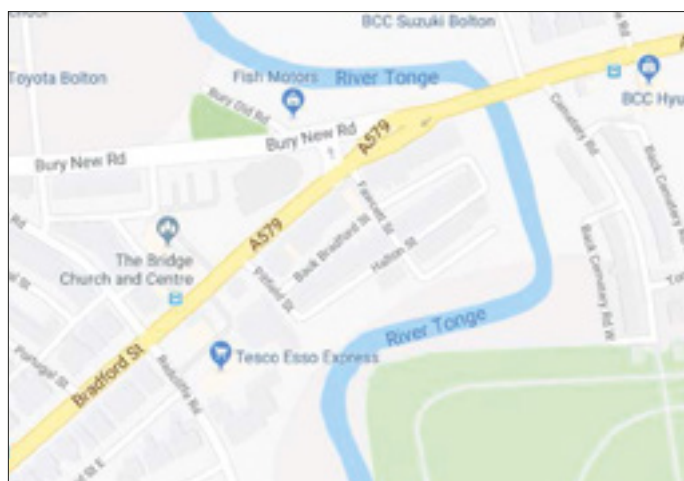 BCC Suzuki Bolton
Toyota Bolton
Fish Motors
River Tonge
BCC Hyu
Bury Old Rd
Bury New Rd
Bury New Rd
A579
Cemetery Rd
Back Cemetery
Rd
Fawcett St
A579
Back Bradford St
Halton St
The Bridge
Church and Centre
Pitfield St
Back Cemetery Rd W
River Tonge
Tesco Esso Express
Portugal St
Bradford St
Radcliffe Rd
d St E